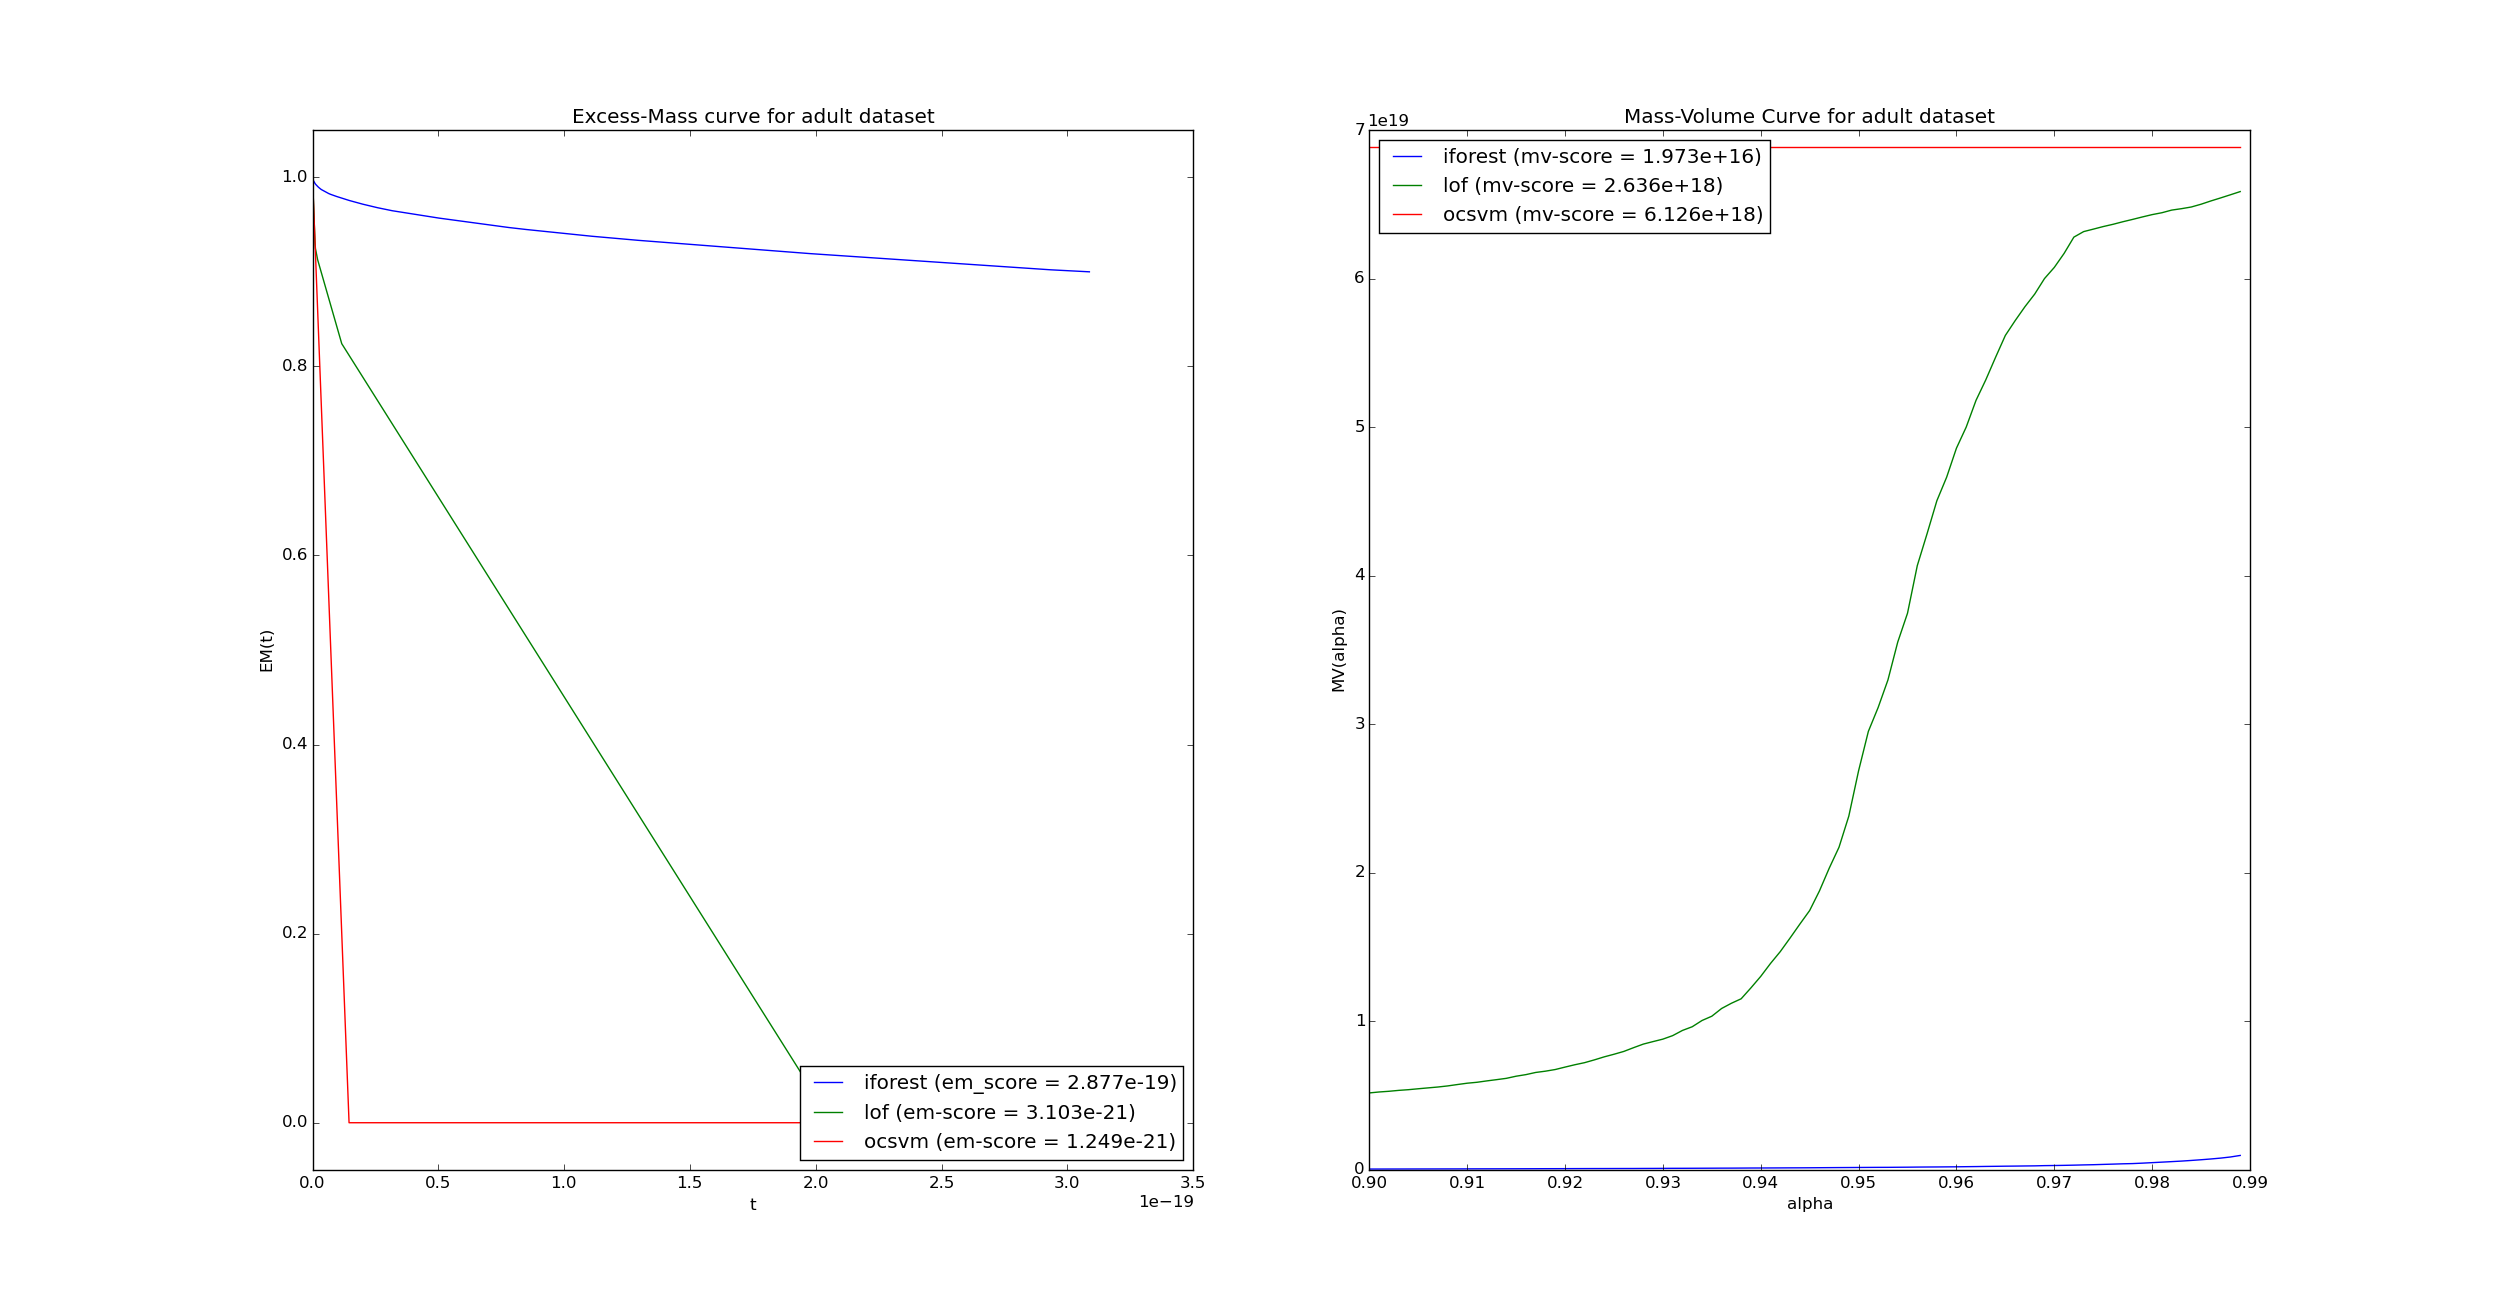 Excess-Mass curve for adult dataset
1.0
0.8
0.6
0.4
0.2
0.0
EM(t)
0.0 0.5 1.0 1.5 2.0 2.5 3.0 3.5
1e−19
t
iforest (em_score = 2.877e-19)
lof (em-score = 3.103e-21)
ocsvm (em-score = 1.249e-21)
Mass-Volume Curve for adult dataset
1e19
7
6
5
4
3
2
1
0
MV(alpha)
0.90 0.91 0.92 0.93 0.94 0.95 0.96 0.97 0.98 0.99
alpha
iforest (mv-score = 1.973e+16)
lof (mv-score = 2.636e+18)
ocsvm (mv-score = 6.126e+18)